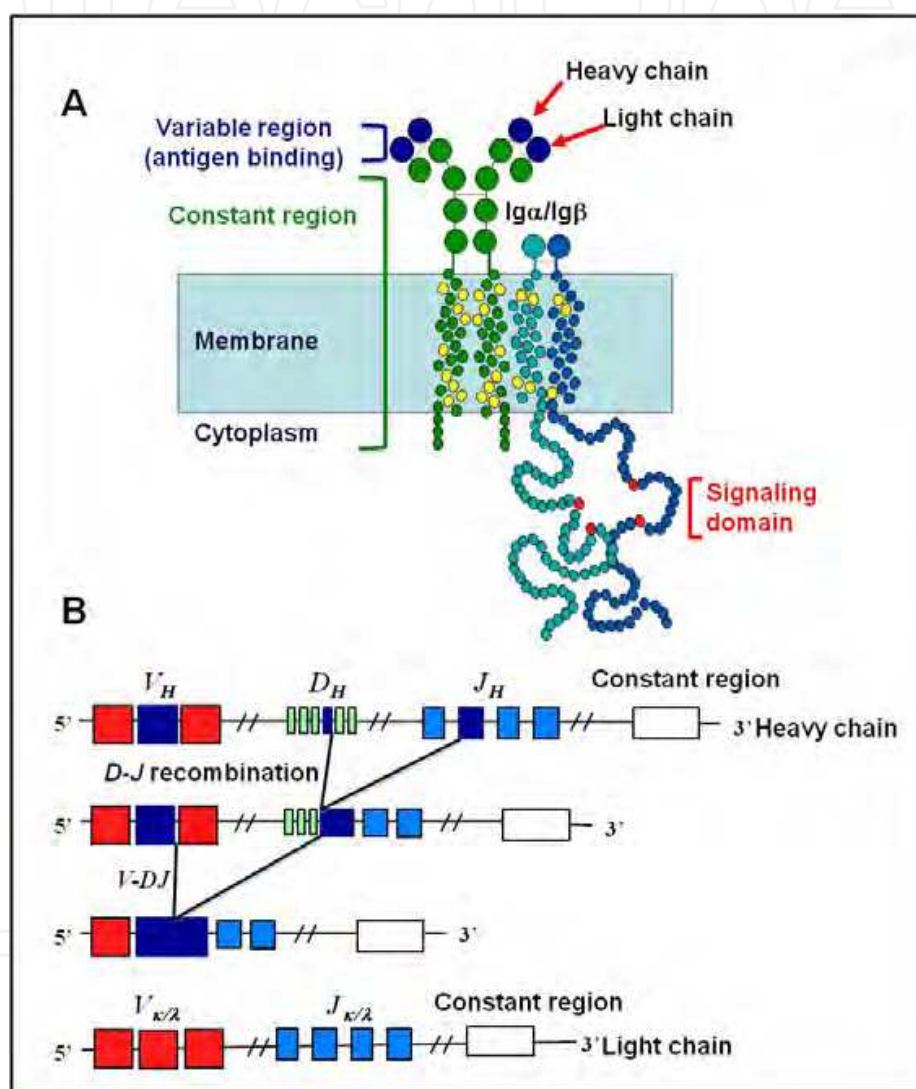 A
Heavy chain
Light chain
Variable region
(antigen binding)
Constant region
Igα/Igβ
Membrane
Cytoplasm
Signaling
domain
B
V_H D_H J_H Constant region
5' 3' Heavy chain
D-J recombination
5' 3'
V-DJ
5' 3'
V_κ/λ J_κ/λ Constant region
5' 3' Light chain